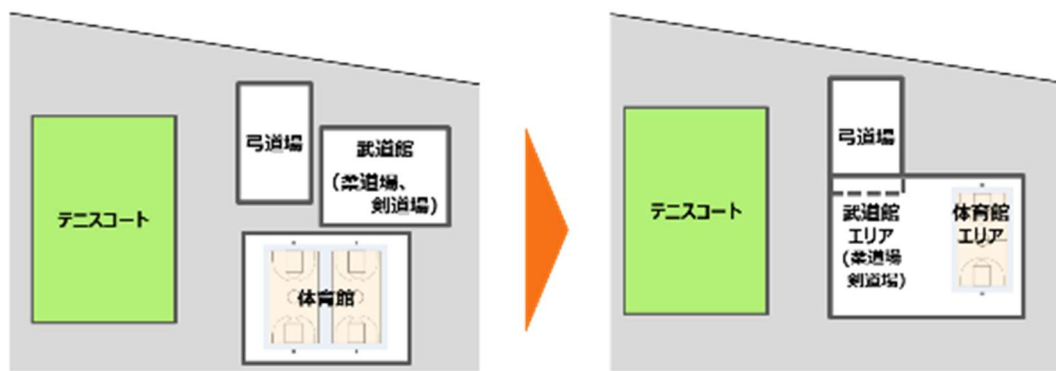 弓道場
武道館
(柔道場、
剣道場)
テニスコート
体育館
弓道場
テニスコート
武道館
エリア
(柔道場
剣道場)
体育館
エリア